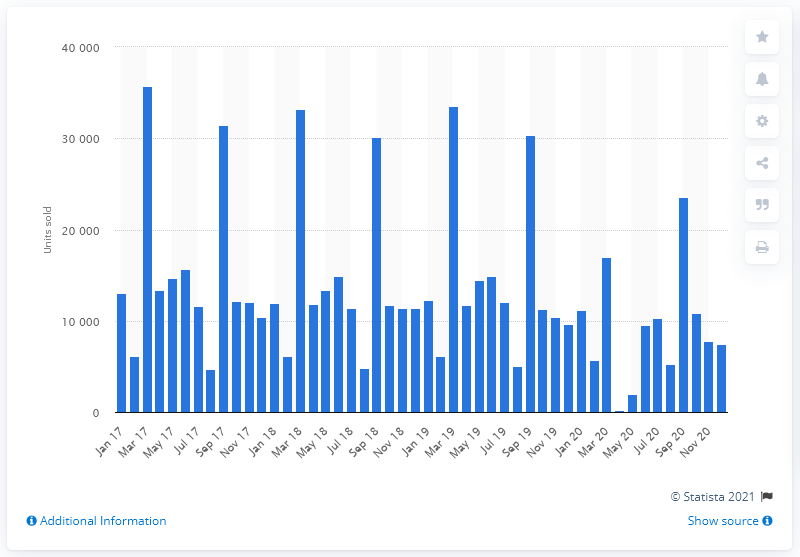 40 000
30 000
20 000
10 000
0
Units sold
Jan 17
Mar 17
May 17
Jul 17
Sep 17
Nov 17
Jan 18
Mar 18
May 18
Jul 18
Sep 18
Nov 18
Jan 19
Mar 19
May 19
Jul 19
Sep 19
Nov 19
Jan 20
Mar 20
May 20
Jul 20
Sep 20
Nov 20
© Statista 2021
Additional Information
Show source